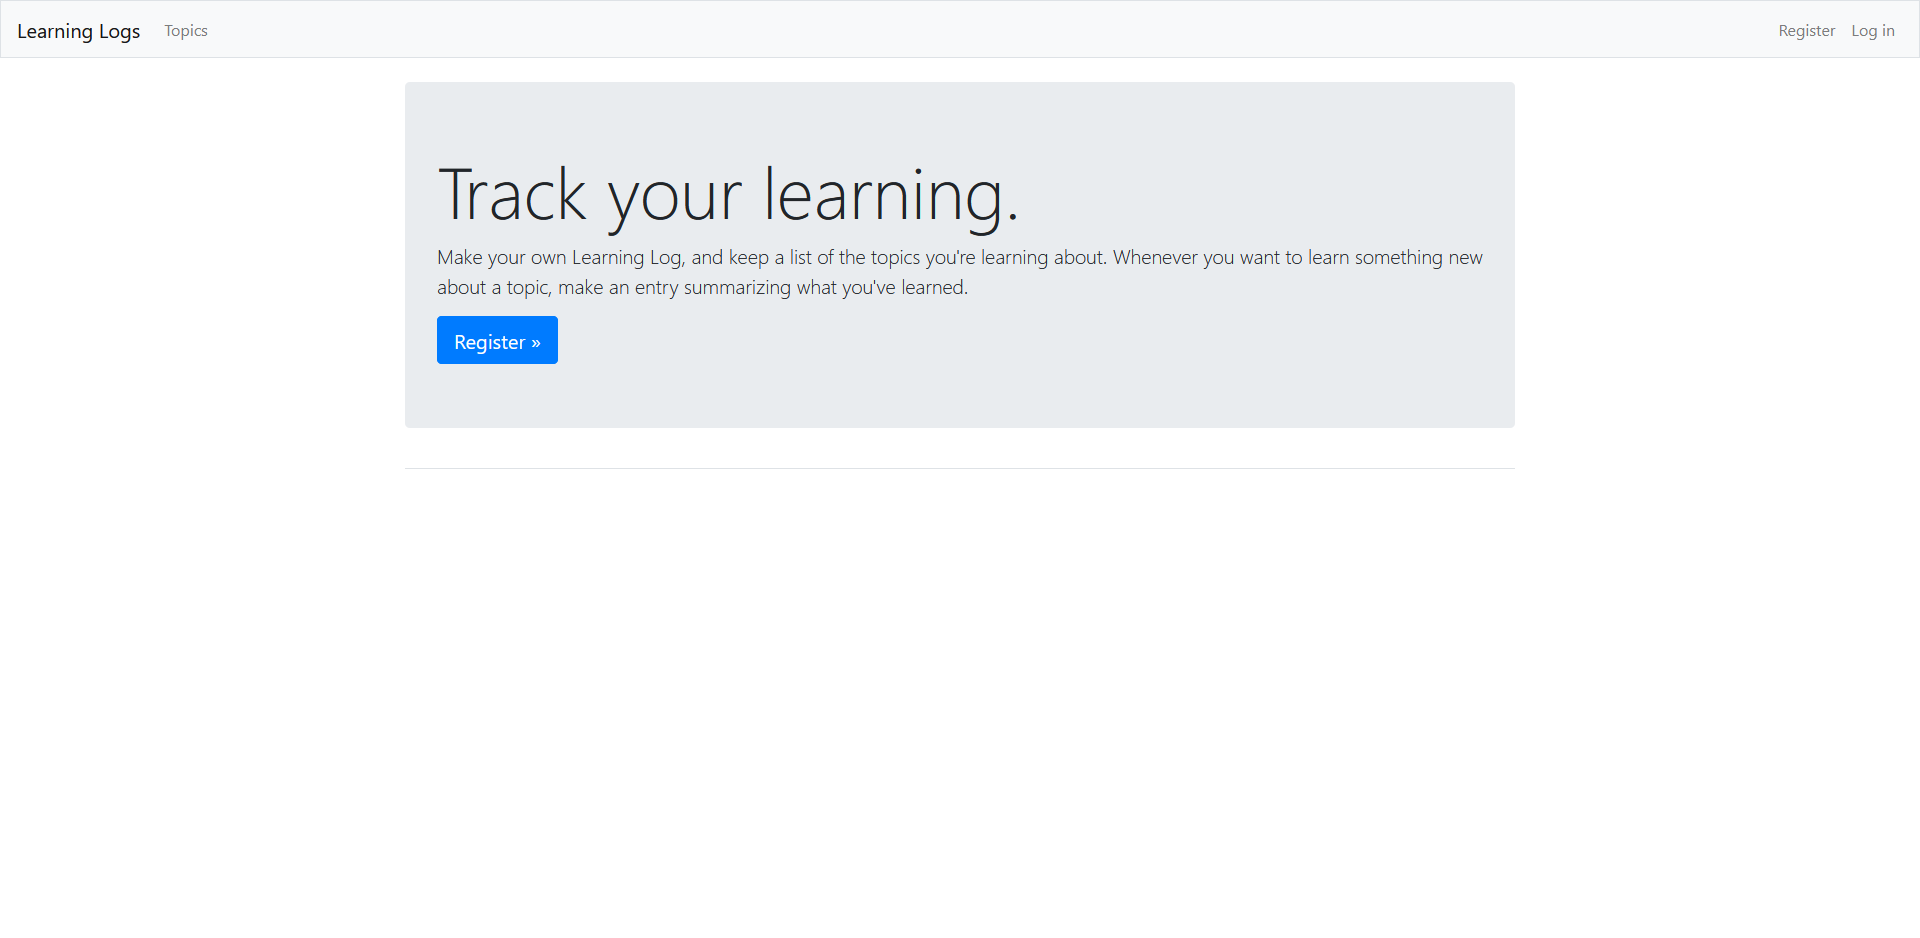 Learning Logs Topics Register Log in
Track your learning.
Make your own Learning Log, and keep a list of the topics you're learning about. Whenever you want to learn something new
about a topic, make an entry summarizing what you've learned.
Register »